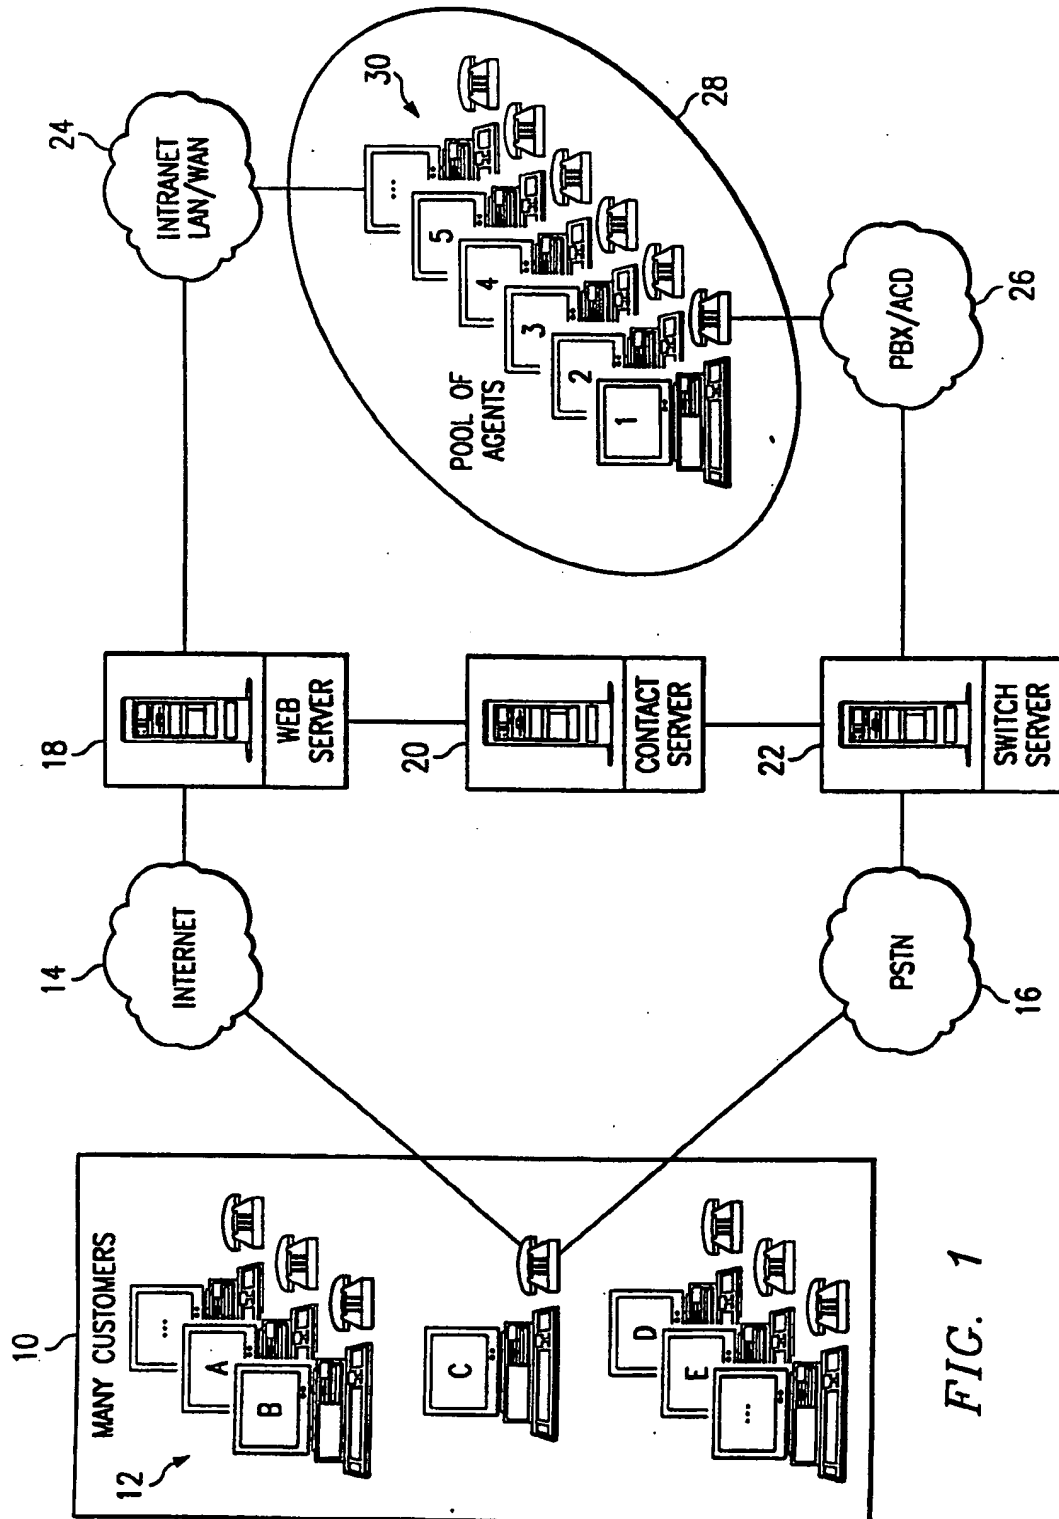 10
MANY CUSTOMERS
12
...
A
B
C
D
E
...
14
INTERNET
PSTN
16
18
WEB
SERVER
20
CONTACT
SERVER
22
SWITCH
SERVER
24
INTRANET
LAN/WAN
30
POOL OF
AGENTS
1
2
3
4
5
...
28
PBX/ACD
26
FIG. 1